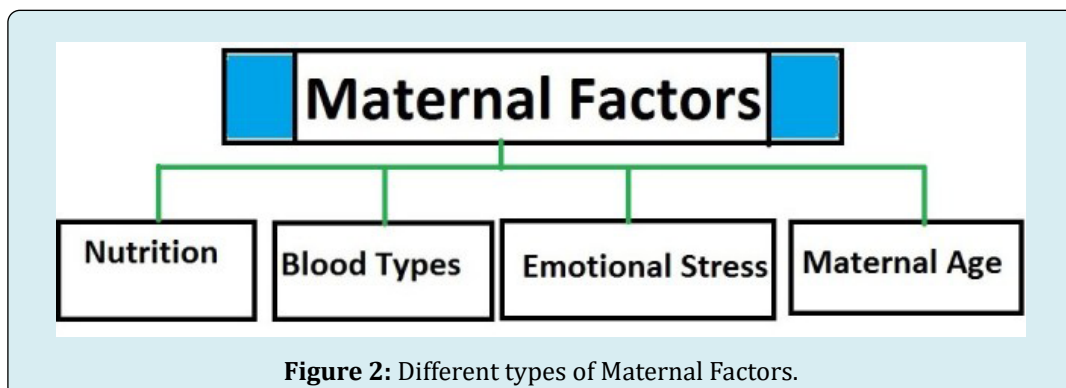 Maternal Factors
Nutrition
Blood Types
Emotional Stress
Maternal Age
Figure 2: Different types of Maternal Factors.